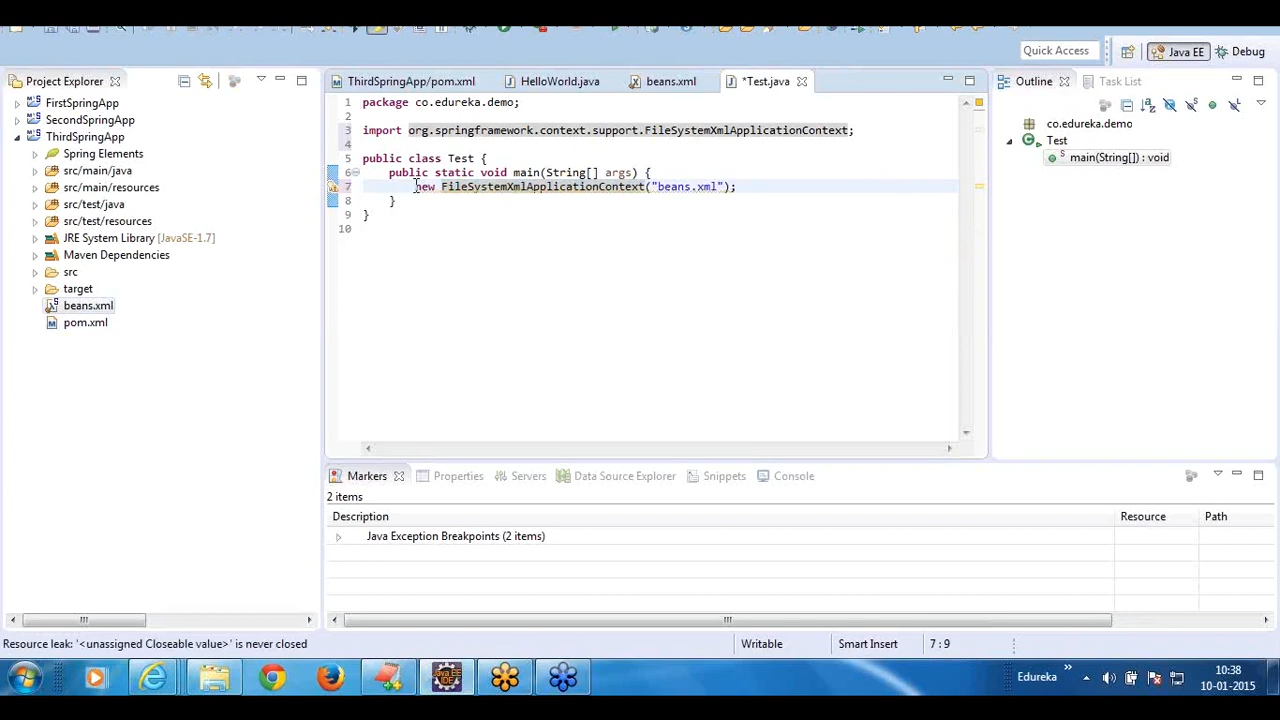 Quick Access
Java EE
Debug
Project Explorer
FirstSpringApp
SecondSpringApp
ThirdSpringApp
Spring Elements
src/main/java
src/main/resources
src/test/java
src/test/resources
JRE System Library [JavaSE-1.7]
Maven Dependencies
src
target
beans.xml
pom.xml
ThirdSpringApp/pom.xml
HelloWorld.java
beans.xml
*Test.java
1 package co.edureka.demo;
2
3 import org.springframework.context.support.FileSystemXmlApplicationContext;
4
5 public class Test {
6 public static void main(String[] args) {
7 new FileSystemXmlApplicationContext("beans.xml");
8 }
9 }
10
Outline
Task List
co.edureka.demo
Test
main(String[]) : void
Markers
Properties
Servers
Data Source Explorer
Snippets
Console
2 items
Description Resource Path
Java Exception Breakpoints (2 items)
Resource leak: '<unassigned Closeable value>' is never closed
Writable
Smart Insert
7 : 9
Java EE
IDE
Edureka
10:38
10-01-2015